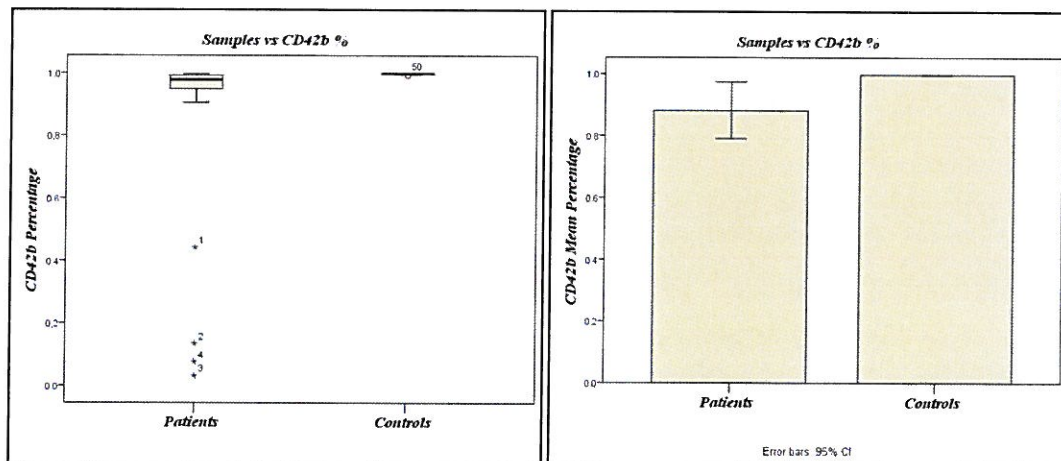 Samples vs CD42b %
CD42b Percentage
1.0
0.8
0.6
0.4
0.2
0.0
50
1
2
4
3
Patients
Controls
Samples vs CD42b %
CD42b Mean Percentage
1.0
0.8
0.6
0.4
0.2
0.0
Patients
Controls
Error bars 95% CI